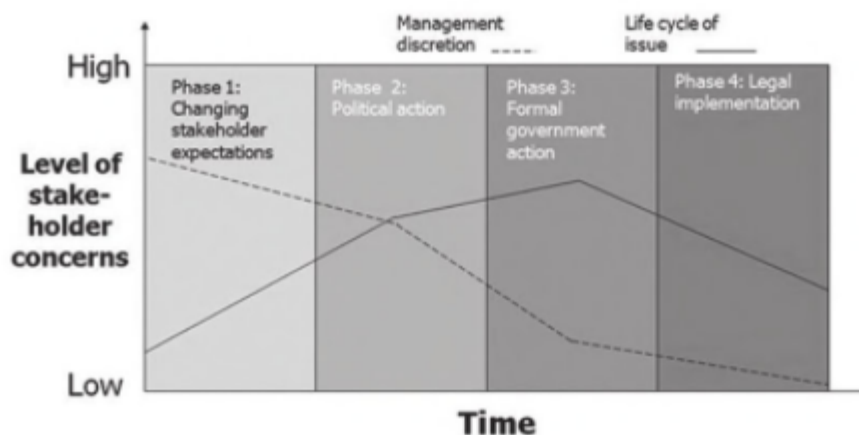 Management
discretion
Life cycle of
issue
High
Phase 1:
Changing
stakeholder
expectations
Phase 2:
Political action
Phase 3:
Formal
government
action
Phase 4: Legal
implementation
Level of
stake-
holder
concerns
Low
Time